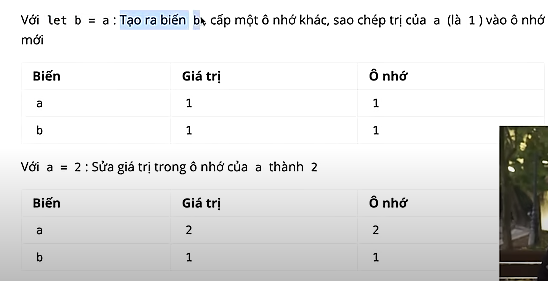 Với let b = a : Tạo ra biến b, cấp một ô nhớ khác, sao chép trị của a (là 1 ) vào ô nhớ
mới
Biến Giá trị Ô nhớ
a 1 1
b 1 1
Với a = 2 : Sửa giá trị trong ô nhớ của a thành 2
Biến Giá trị Ô nhớ
a 2 2
b 1 1